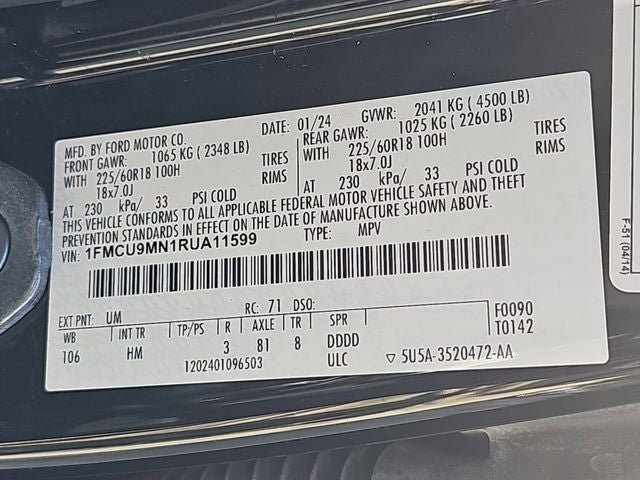 MFD. BY FORD MOTOR CO. DATE: 01/24 GVWR: 2041 KG ( 4500 LB)
FRONT GAWR: 1065 KG ( 2348 LB) REAR GAWR: 1025 KG ( 2260 LB)
WITH 225/60R18 100H TIRES WITH 225/60R18 100H TIRES
18x7.0J RIMS 18x7.0J RIMS
AT 230 kPa/ 33 PSI COLD AT 230 kPa/ 33 PSI COLD
THIS VEHICLE CONFORMS TO ALL APPLICABLE FEDERAL MOTOR VEHICLE SAFETY AND THEFT
PREVENTION STANDARDS IN EFFECT ON THE DATE OF MANUFACTURE SHOWN ABOVE.
VIN: 1FMCU9MN1RUA11599 TYPE: MPV
EXT PNT: UM RC: 71 DSO: F0090
WB INT TR TP/PS R AXLE TR SPR T0142
106 HM 3 81 8 DDDD
1202401096503 ULC ▽ 5U5A-3520472-AA
F-51 (04/14)